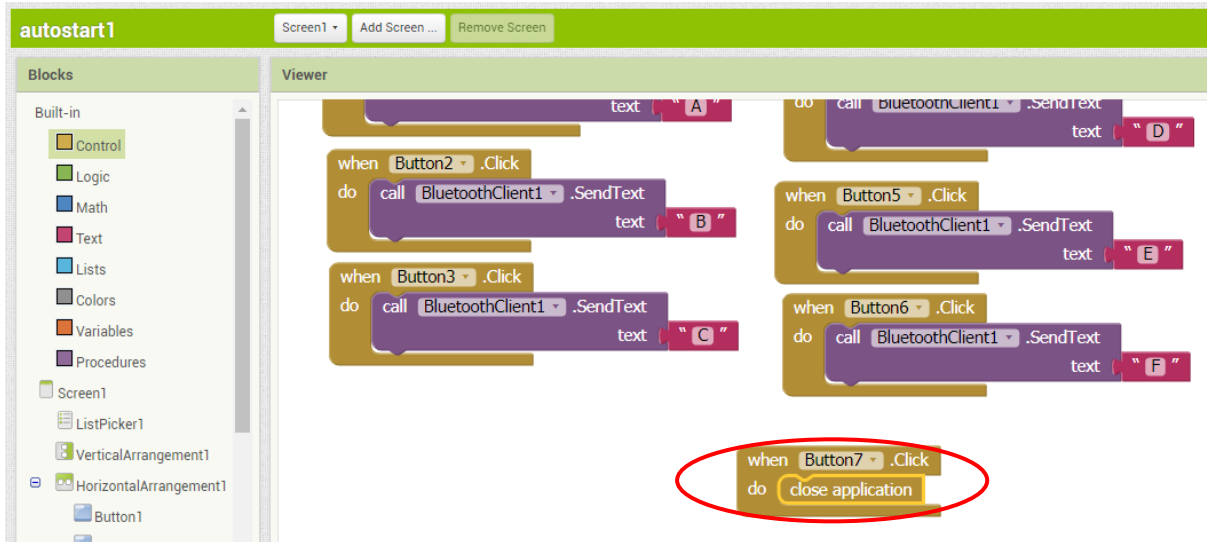 autostart1
Screen1
Add Screen ...
Remove Screen
Blocks
Viewer
Built-in
Control
Logic
Math
Text
Lists
Colors
Variables
Procedures
Screen1
ListPicker1
VerticalArrangement1
HorizontalArrangement1
Button1
text " A "
when Button2 .Click
do call BluetoothClient1 .SendText
text " B "
when Button3 .Click
do call BluetoothClient1 .SendText
text " C "
do call BluetoothClient1 .SendText
text " D "
when Button5 .Click
do call BluetoothClient1 .SendText
text " E "
when Button6 .Click
do call BluetoothClient1 .SendText
text " F "
when Button7 .Click
do close application